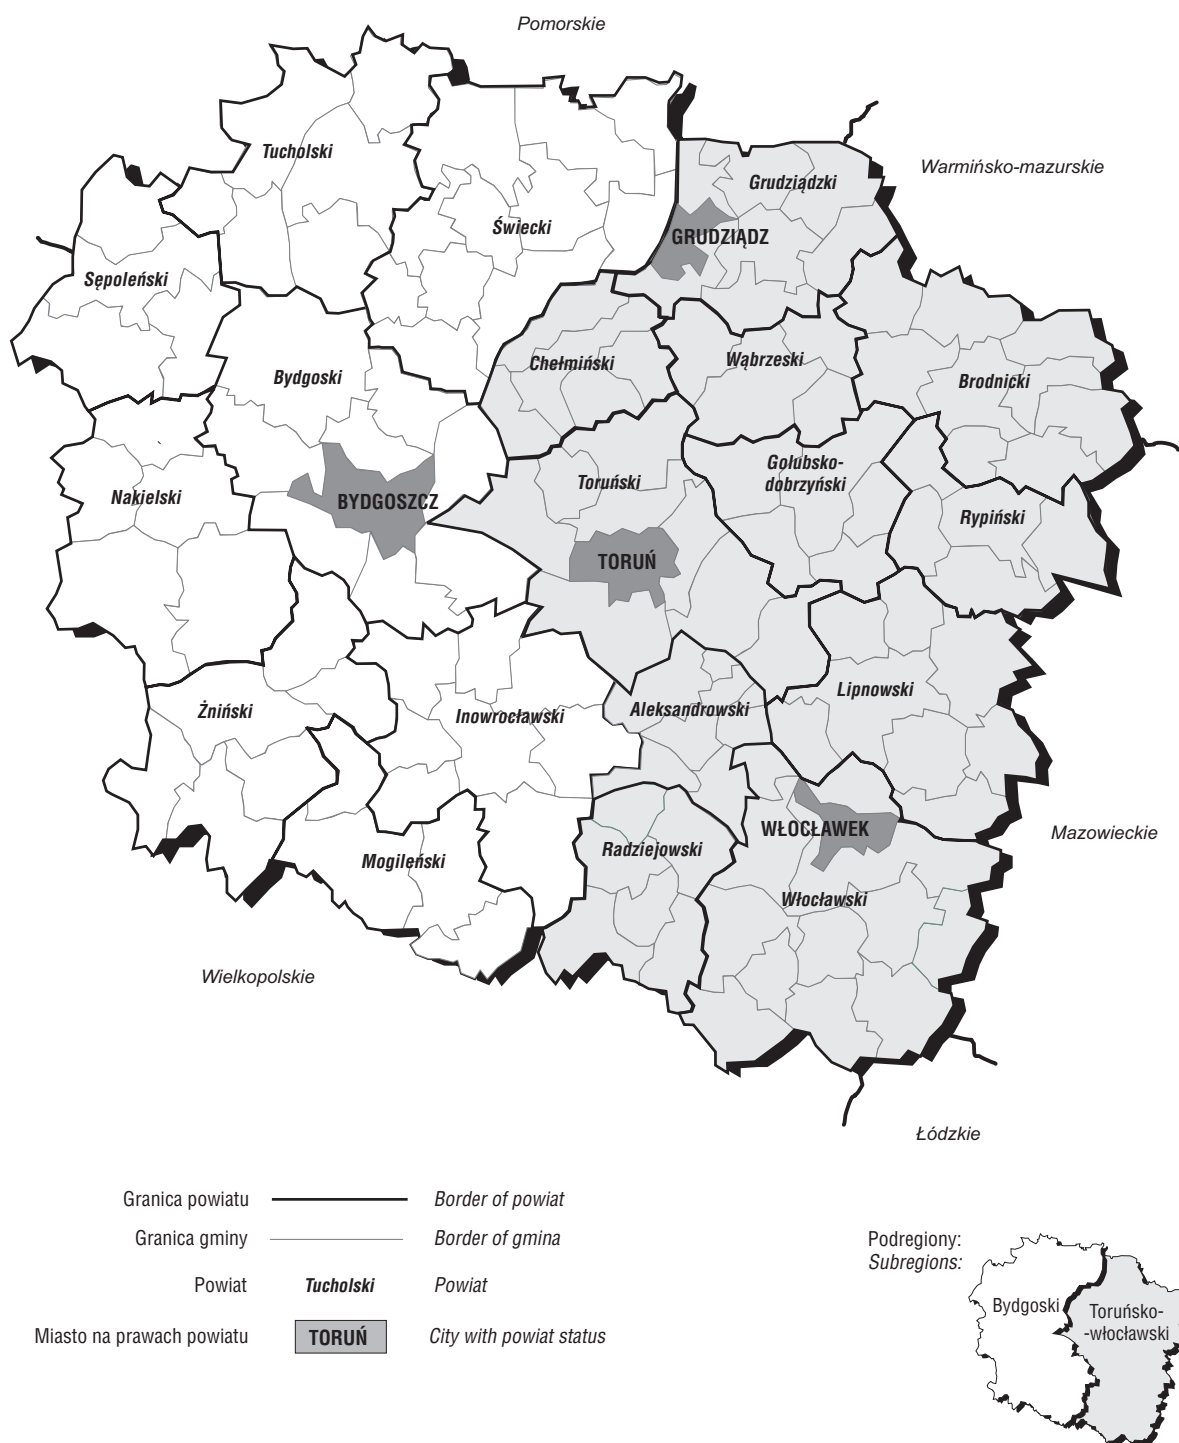 Pomorskie
Tucholski
Warmińsko-mazurskie
Grudziądzki
Świecki
GRUDZIĄDZ
Sępoleński
Chełmiński
Wąbrzeski
Bydgoski
Brodnicki
Gołubsko-
dobrzyński
Toruński
Nakielski
BYDGOSZCZ
Rypiński
TORUŃ
Lipnowski
Żniński
Inowrocławski
Aleksandrowski
WŁOCŁAWEK
Mazowieckie
Radziejowski
Mogileński
Włocławski
Wielkopolskie
Łódzkie
Granica powiatu Border of powiat
Granica gminy Border of gmina
Powiat Tucholski Powiat
Miasto na prawach powiatu TORUŃ City with powiat status
Podregiony:
Subregions:
Bydgoski
Toruńsko-
-włocławski